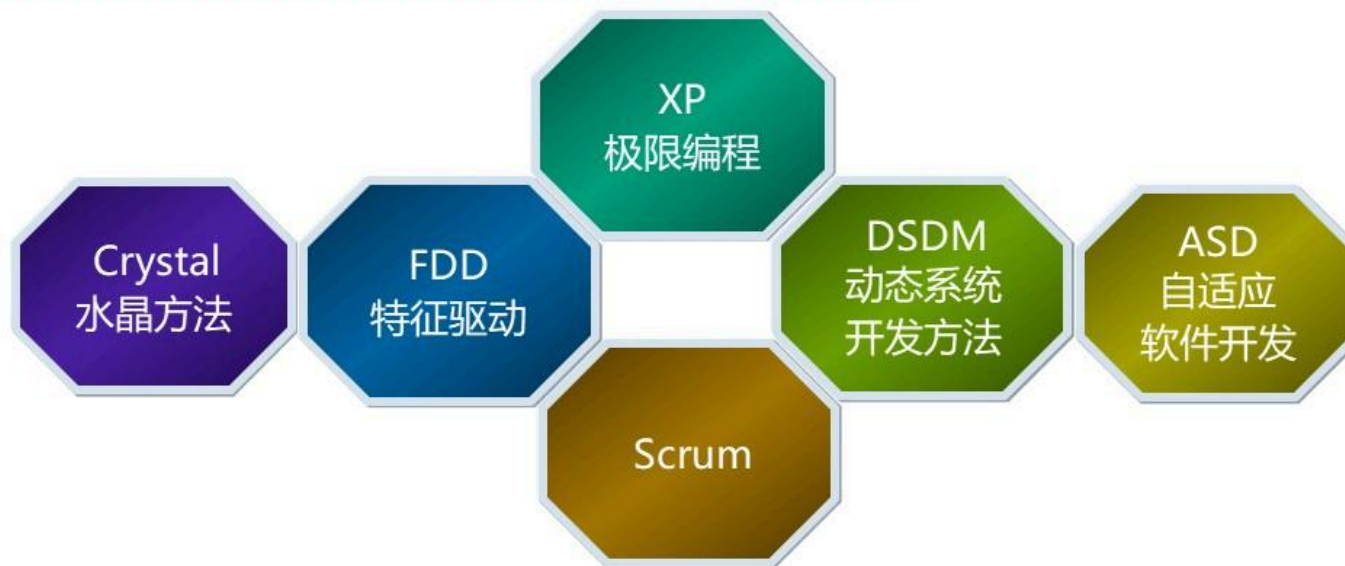 XP
极限编程
Crystal
水晶方法
FDD
特征驱动
DSDM
动态系统
开发方法
ASD
自适应
软件开发
Scrum